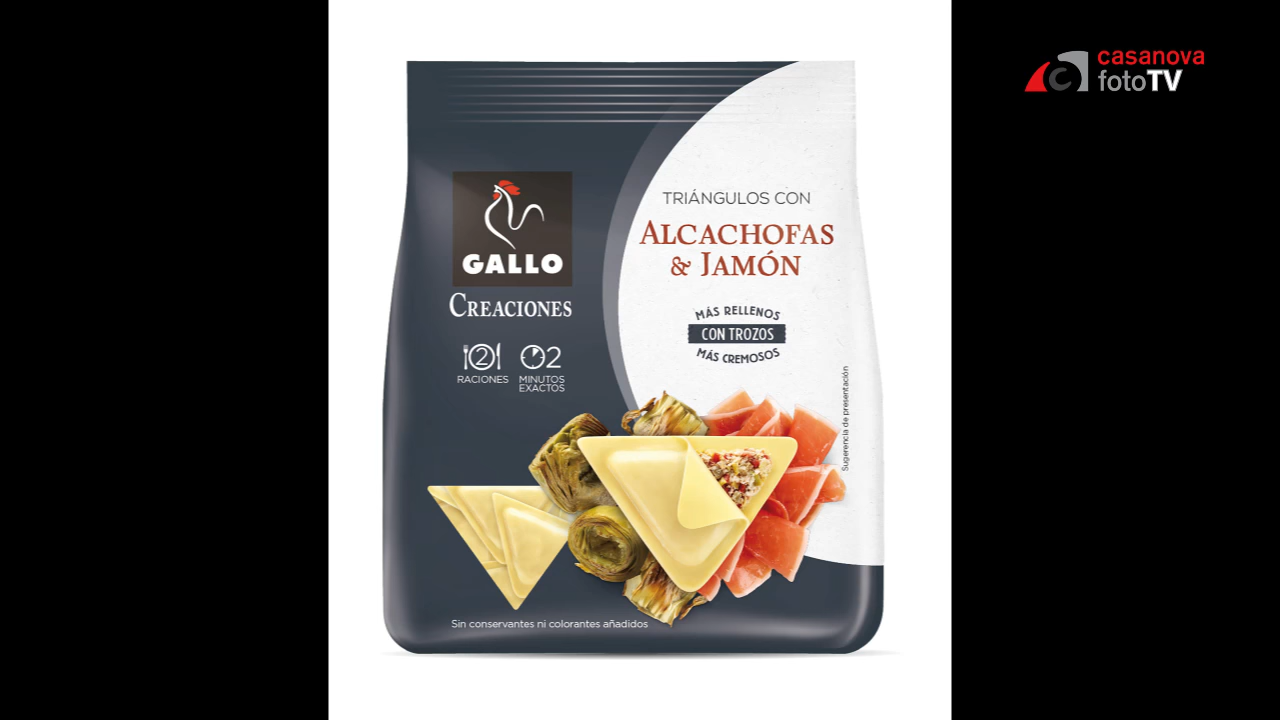 casanova
fotoTV
TRIÁNGULOS CON
ALCACHOFAS
& JAMÓN
GALLO
CREACIONES
MÁS RELLENOS
CON TROZOS
MÁS CREMOSOS
2
RACIONES
2
MINUTOS
EXACTOS
Sugerencia de presentación
Sin conservantes ni colorantes añadidos